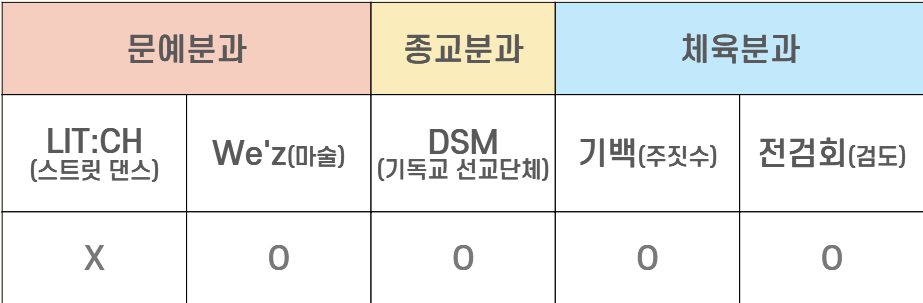 문예분과 종교분과 체육분과
LIT:CH
(스트릿 댄스)
We'z(마술)
DSM
(기독교 선교단체)
기백(주짓수)
전검회(검도)
X O O O O